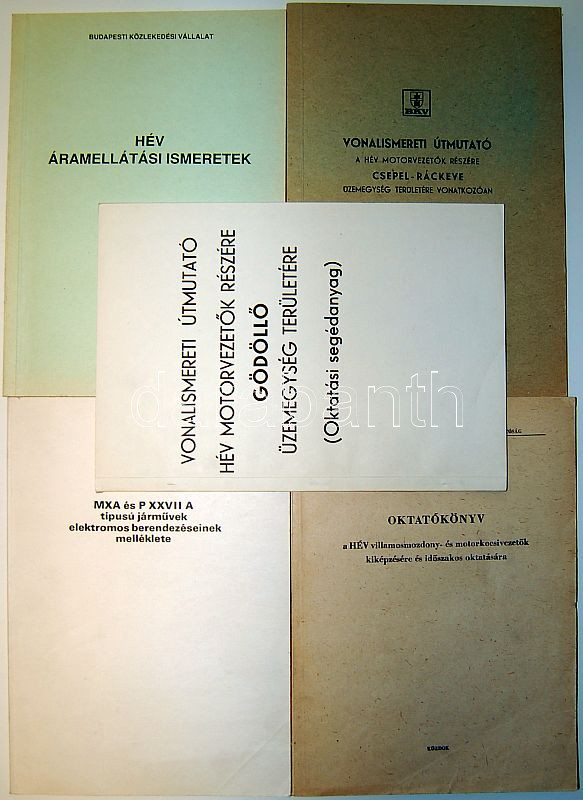 BUDAPESTI KÖZLEKEDÉSI VÁLLALAT
HÉV
ÁRAMELLÁTÁSI ISMERETEK
BKV
VONALISMERETI ÚTMUTATÓ
A HÉV MOTORVEZETŐK RÉSZÉRE
CSEPEL-RÁCKEVE
ÜZEMEGYSÉG TERÜLETÉRE VONATKOZÓAN
VONALISMERETI ÚTMUTATÓ
HÉV MOTORVEZETŐK RÉSZÉRE
GÖDÖLLŐ
ÜZEMEGYSÉG TERÜLETÉRE
(Oktatási segédanyag)
darabanth
MXA és P XXVII A
típusú járművek
elektromos berendezéseinek
melléklete
OKTATÓKÖNYV
a HÉV villamosmozdony- és motorkocsivezetők
kiképzésére és időszakos oktatására
KÖZDOK